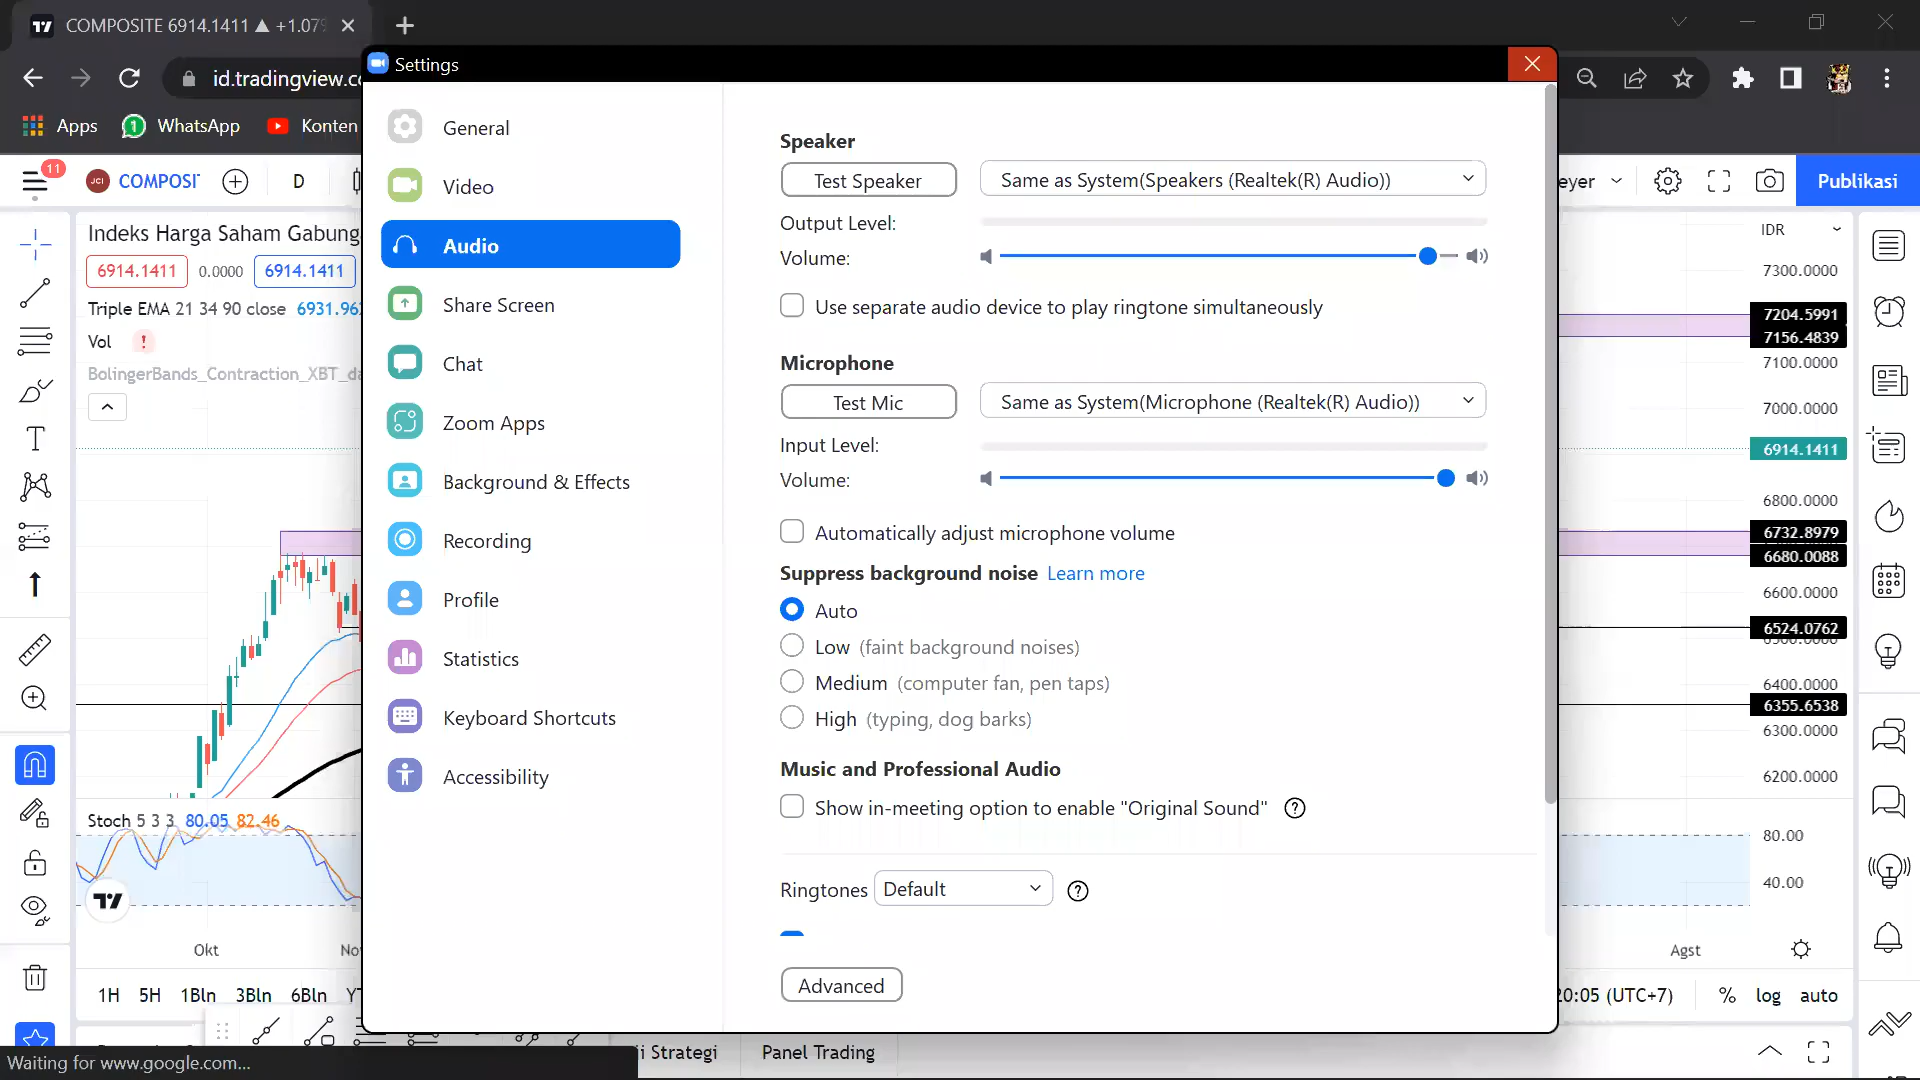 COMPOSITE 6914.1411 ▲ +1.07%
id.tradingview.co
Apps
WhatsApp
Konten
Settings
11
JCI
COMPOSI
D
eyer
Publikasi
Indeks Harga Saham Gabung
6914.1411 0.0000 6914.1411
Triple EMA 21 34 90 close 6931.96
Vol !
BolingerBands_Contraction_XBT_da
General
Video
Audio
Share Screen
Chat
Zoom Apps
Background & Effects
Recording
Profile
Statistics
Keyboard Shortcuts
Accessibility
Speaker
Test Speaker
Same as System(Speakers (Realtek(R) Audio))
Output Level:
Volume:
Use separate audio device to play ringtone simultaneously
Microphone
Test Mic
Same as System(Microphone (Realtek(R) Audio))
Input Level:
Volume:
Automatically adjust microphone volume
Suppress background noise Learn more
Auto
Low (faint background noises)
Medium (computer fan, pen taps)
High (typing, dog barks)
Music and Professional Audio
Show in-meeting option to enable "Original Sound"
Ringtones Default
Advanced
IDR
7300.0000
7204.5991
7156.4839
7100.0000
7000.0000
6914.1411
6800.0000
6732.8979
6680.0088
6600.0000
6524.0762
6500.0000
6400.0000
6355.6538
6300.0000
6200.0000
80.00
40.00
Stoch 5 3 3 80.05 82.46
Okt
No
Agst
1H 5H 1Bln 3Bln 6Bln Y
20:05 (UTC+7) % log auto
i Strategi
Panel Trading
Waiting for www.google.com...